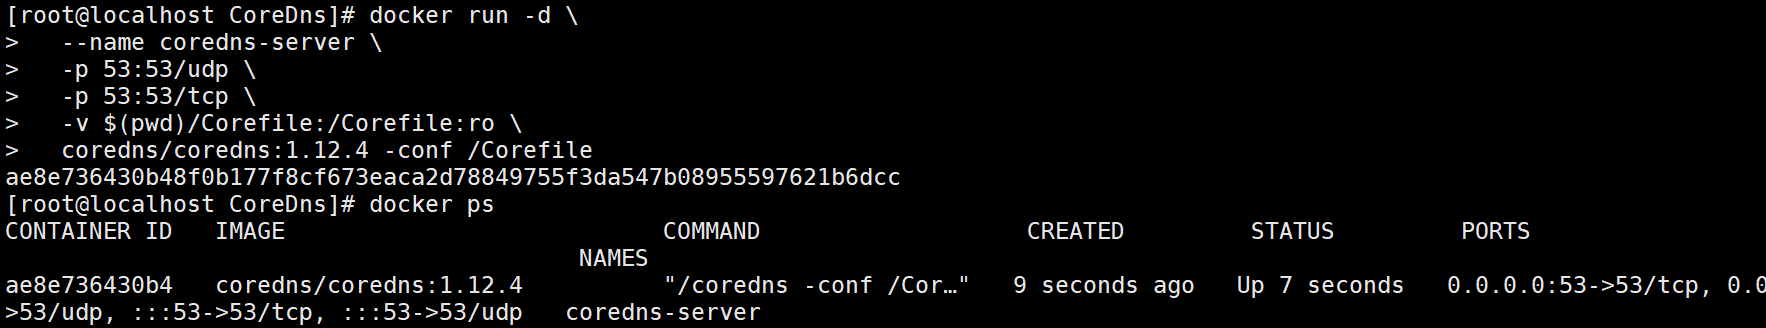 [root@localhost CoreDns]# docker run -d \
>   --name coredns-server \
>   -p 53:53/udp \
>   -p 53:53/tcp \
>   -v $(pwd)/Corefile:/Corefile:ro \
>   coredns/coredns:1.12.4 -conf /Corefile
ae8e736430b48f0b177f8cf673eaca2d78849755f3da547b08955597621b6dcc
[root@localhost CoreDns]# docker ps
CONTAINER ID   IMAGE                           COMMAND                   CREATED         STATUS         PORTS
                                         NAMES
ae8e736430b4   coredns/coredns:1.12.4          "/coredns -conf /Cor…"   9 seconds ago   Up 7 seconds   0.0.0.0:53->53/tcp, 0.0
>53/udp, :::53->53/tcp, :::53->53/udp   coredns-server